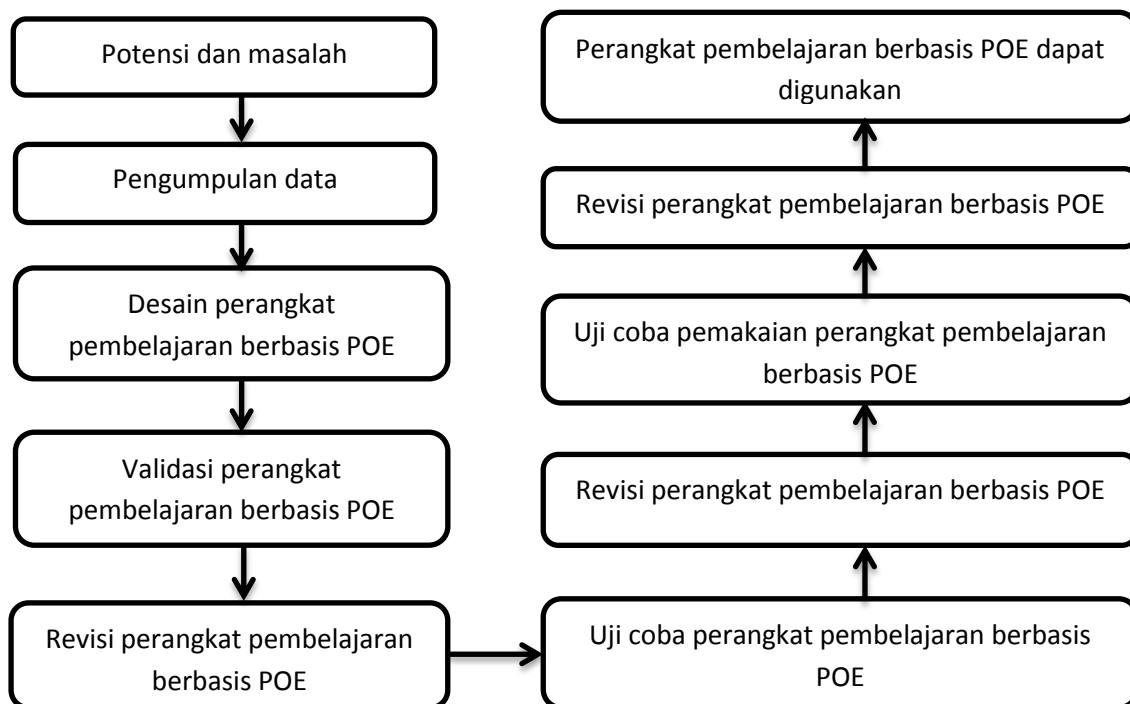 Potensi dan masalah
Pengumpulan data
Desain perangkat
pembelajaran berbasis POE
Validasi perangkat
pembelajaran berbasis POE
Revisi perangkat pembelajaran
berbasis POE
Uji coba perangkat pembelajaran berbasis
POE
Revisi perangkat pembelajaran berbasis POE
Uji coba pemakaian perangkat pembelajaran
berbasis POE
Revisi perangkat pembelajaran berbasis POE
Perangkat pembelajaran berbasis POE dapat
digunakan